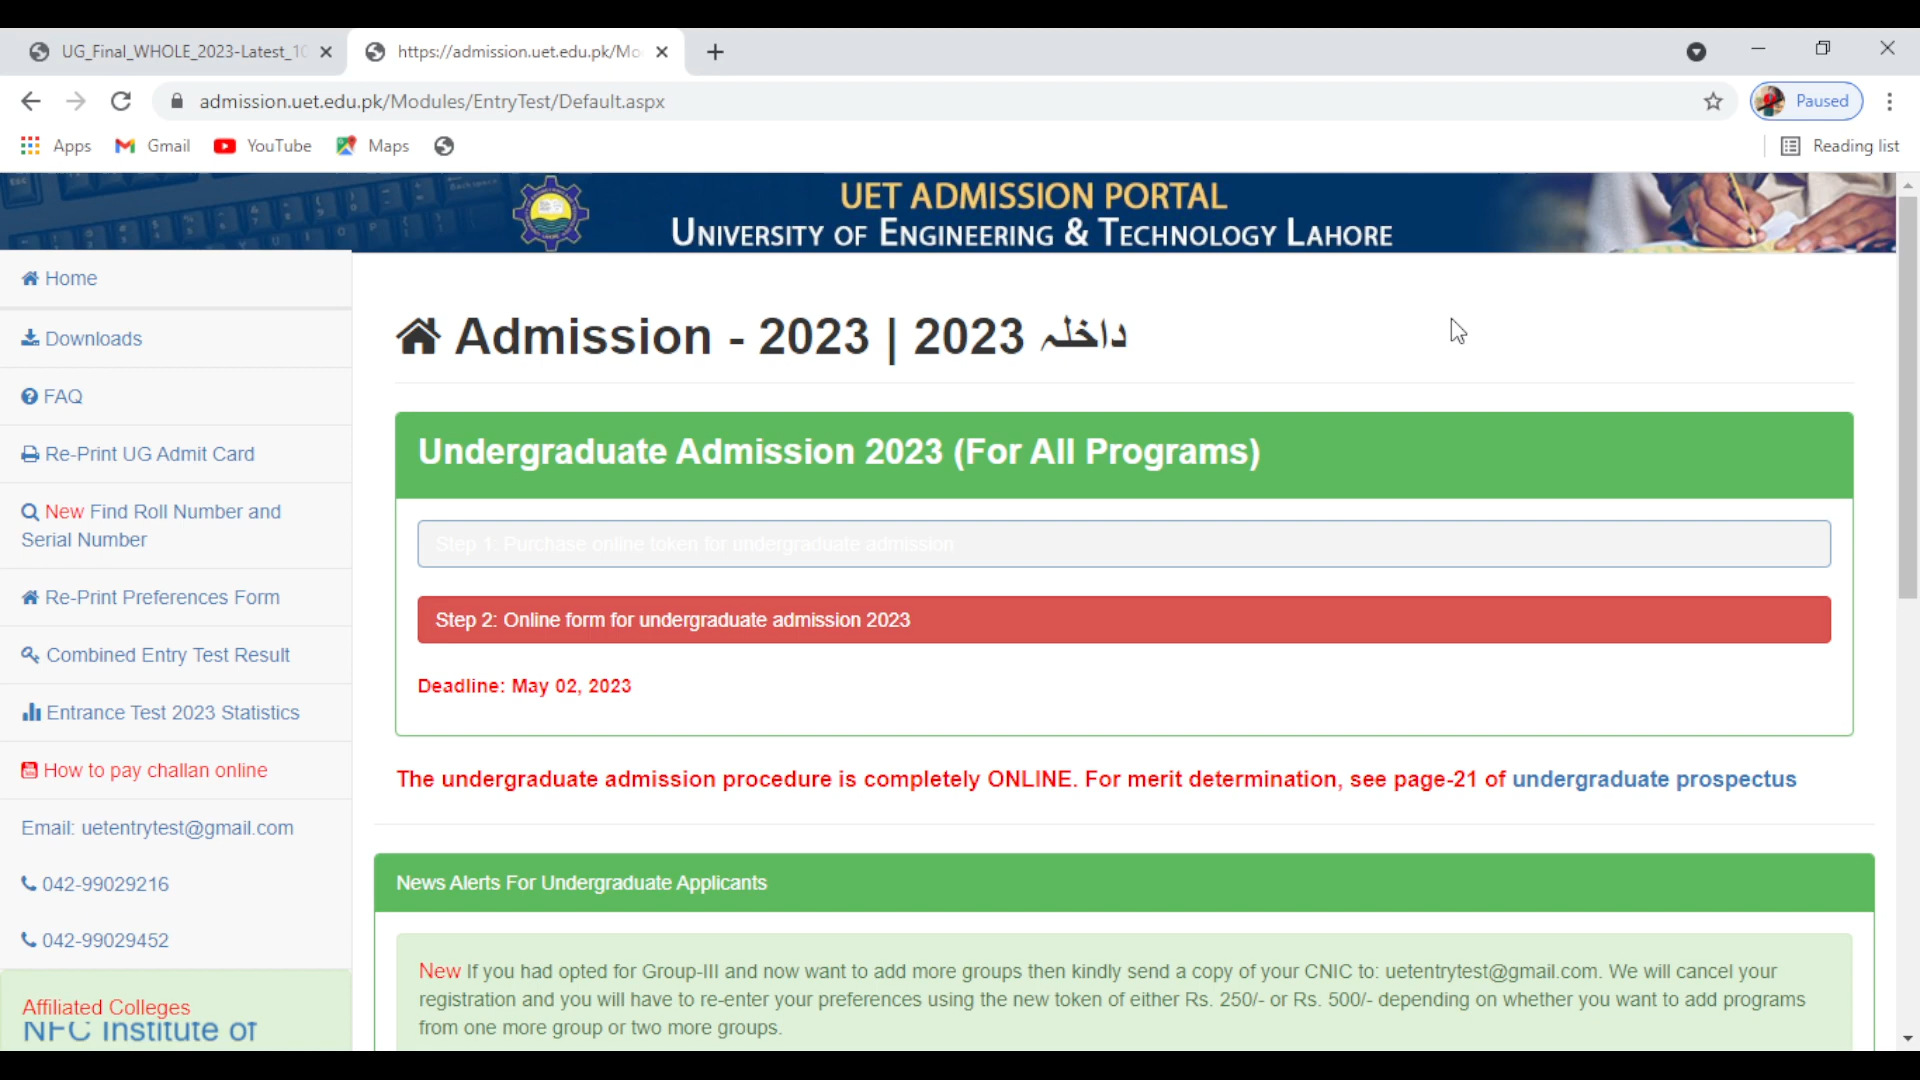 UG_Final_WHOLE_2023-Latest_10
https://admission.uet.edu.pk/Mo
admission.uet.edu.pk/Modules/EntryTest/Default.aspx
Paused
Apps
Gmail
YouTube
Maps
Reading list
UET ADMISSION PORTAL
UNIVERSITY OF ENGINEERING & TECHNOLOGY LAHORE
Home
Downloads
FAQ
Re-Print UG Admit Card
New Find Roll Number and
Serial Number
Re-Print Preferences Form
Combined Entry Test Result
Entrance Test 2023 Statistics
How to pay challan online
Email: uetentrytest@gmail.com
042-99029216
042-99029452
Affiliated Colleges
NFC Institute of
Admission - 2023 | 2023 داخلہ
Undergraduate Admission 2023 (For All Programs)
Step 1: Purchase online token for undergraduate admission
Step 2: Online form for undergraduate admission 2023
Deadline: May 02, 2023
The undergraduate admission procedure is completely ONLINE. For merit determination, see page-21 of undergraduate prospectus
News Alerts For Undergraduate Applicants
New If you had opted for Group-III and now want to add more groups then kindly send a copy of your CNIC to: uetentrytest@gmail.com. We will cancel your
registration and you will have to re-enter your preferences using the new token of either Rs. 250/- or Rs. 500/- depending on whether you want to add programs
from one more group or two more groups.